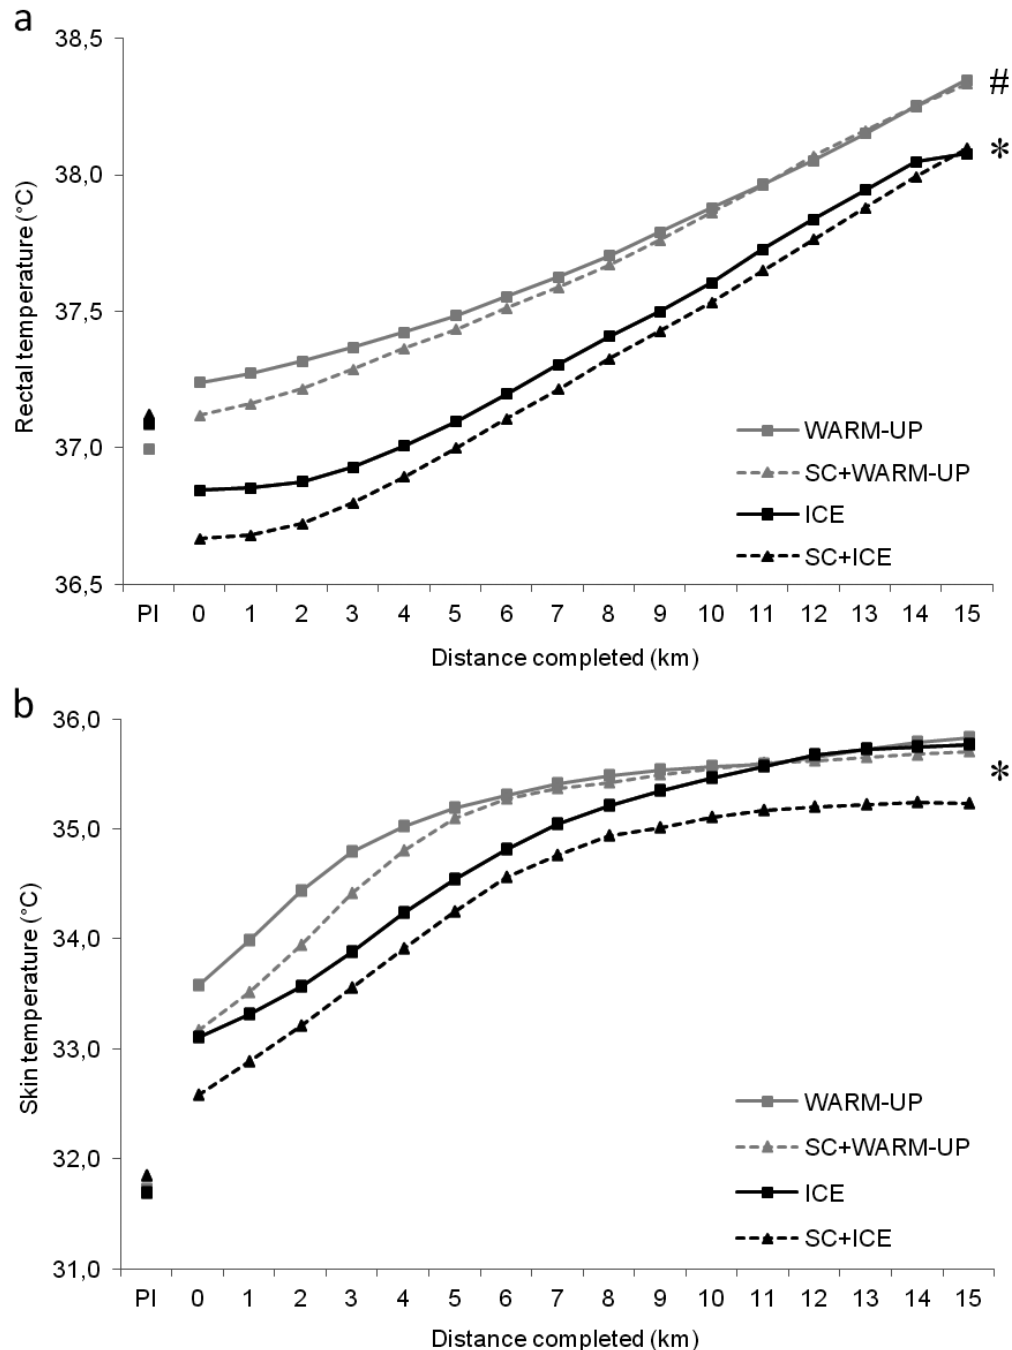 a
38,5
38,0
37,5
37,0
36,5
Rectal temperature (°C)
#
*
WARM-UP
SC+WARM-UP
ICE
SC+ICE
PI 0 1 2 3 4 5 6 7 8 9 10 11 12 13 14 15
Distance completed (km)
b
36,0
35,0
34,0
33,0
32,0
31,0
Skin temperature (°C)
*
WARM-UP
SC+WARM-UP
ICE
SC+ICE
PI 0 1 2 3 4 5 6 7 8 9 10 11 12 13 14 15
Distance completed (km)